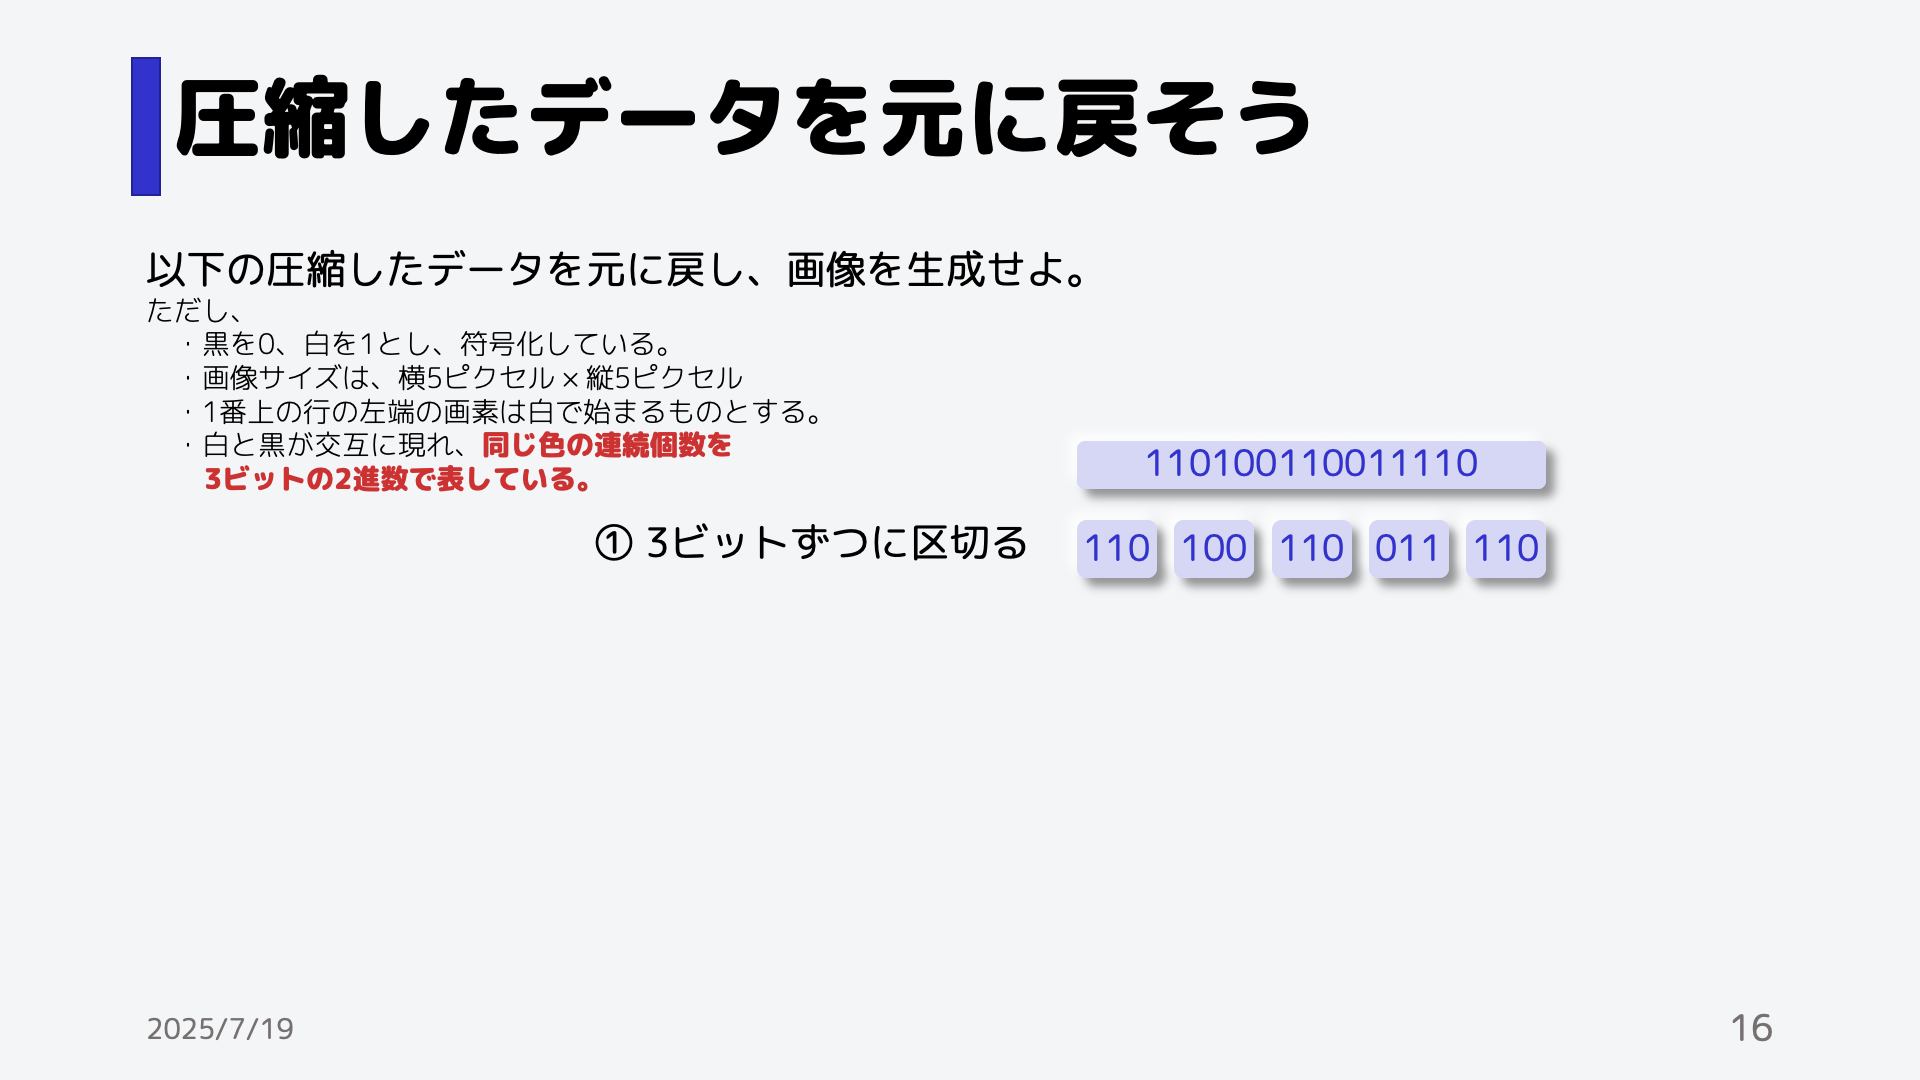 圧縮したデータを元に戻そう
以下の圧縮したデータを元に戻し、画像を生成せよ。
ただし、
・黒を0、白を1とし、符号化している。
・画像サイズは、横5ピクセル × 縦5ピクセル
・1番上の行の左端の画素は白で始まるものとする。
・白と黒が交互に現れ、同じ色の連続個数を
3ビットの2進数で表している。
110100110011110
① 3ビットずつに区切る
110 100 110 011 110
2025/7/19
16